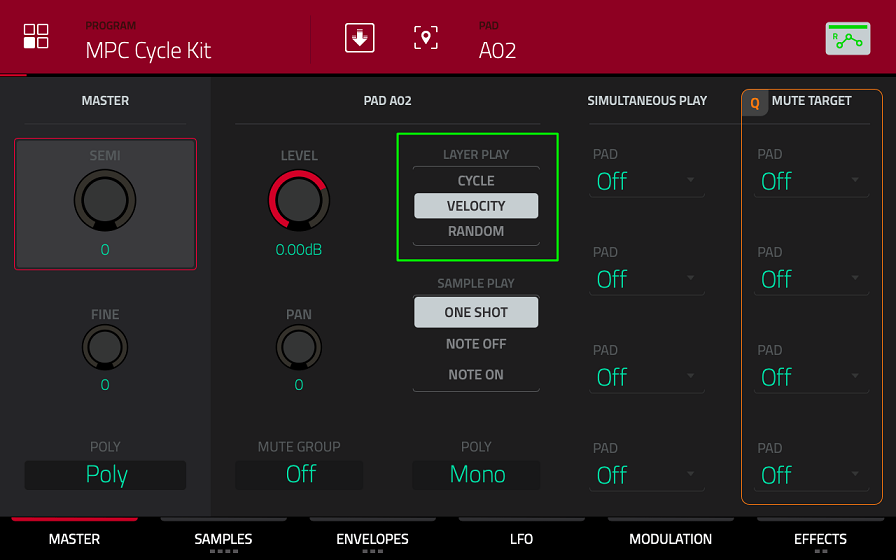 PROGRAM
MPC Cycle Kit
PAD
A02
R
MASTER
PAD A02
SIMULTANEOUS PLAY
Q
MUTE TARGET
SEMI
0
LEVEL
0.00dB
LAYER PLAY
CYCLE
VELOCITY
RANDOM
PAD
Off
PAD
Off
FINE
0
PAN
0
SAMPLE PLAY
ONE SHOT
NOTE OFF
NOTE ON
PAD
Off
PAD
Off
PAD
Off
PAD
Off
POLY
Poly
MUTE GROUP
Off
POLY
Mono
PAD
Off
PAD
Off
MASTER
SAMPLES
ENVELOPES
LFO
MODULATION
EFFECTS